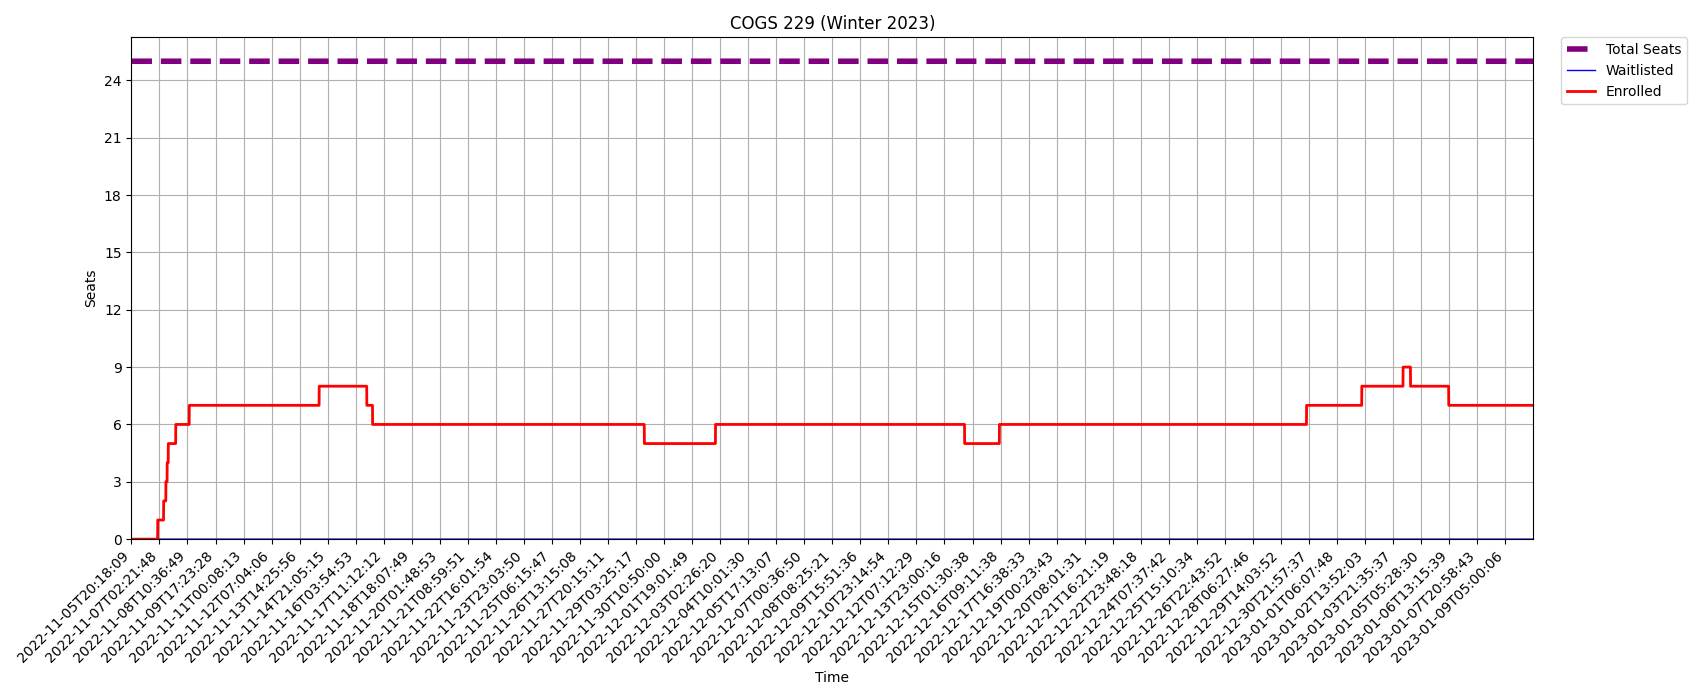 COGS 229 (Winter 2023)
Total Seats
Waitlisted
Enrolled
24
21
18
15
12
9
6
3
0
Seats
2022-11-05T20:18:09
2022-11-07T02:21:48
2022-11-08T10:36:49
2022-11-09T17:23:28
2022-11-11T00:08:13
2022-11-12T07:04:06
2022-11-13T14:25:56
2022-11-14T21:05:15
2022-11-16T03:54:53
2022-11-17T11:12:12
2022-11-18T18:07:49
2022-11-20T01:48:53
2022-11-21T08:59:51
2022-11-22T16:01:54
2022-11-23T23:03:50
2022-11-25T06:15:47
2022-11-26T13:15:08
2022-11-27T20:15:11
2022-11-29T03:25:17
2022-11-30T10:50:00
2022-12-01T19:01:49
2022-12-03T02:26:20
2022-12-04T10:01:30
2022-12-05T17:13:07
2022-12-07T00:36:50
2022-12-08T08:25:21
2022-12-09T15:51:36
2022-12-10T23:14:54
2022-12-12T07:12:29
2022-12-13T23:00:16
2022-12-15T01:30:38
2022-12-16T09:11:38
2022-12-17T16:38:33
2022-12-19T00:23:43
2022-12-20T08:01:31
2022-12-21T16:21:19
2022-12-22T23:48:18
2022-12-24T07:37:42
2022-12-25T15:10:34
2022-12-26T22:43:52
2022-12-28T06:27:46
2022-12-29T14:03:52
2022-12-30T21:57:37
2023-01-01T06:07:48
2023-01-02T13:52:03
2023-01-03T21:35:37
2023-01-05T05:28:30
2023-01-06T13:15:39
2023-01-07T20:58:43
2023-01-09T05:00:06
Time